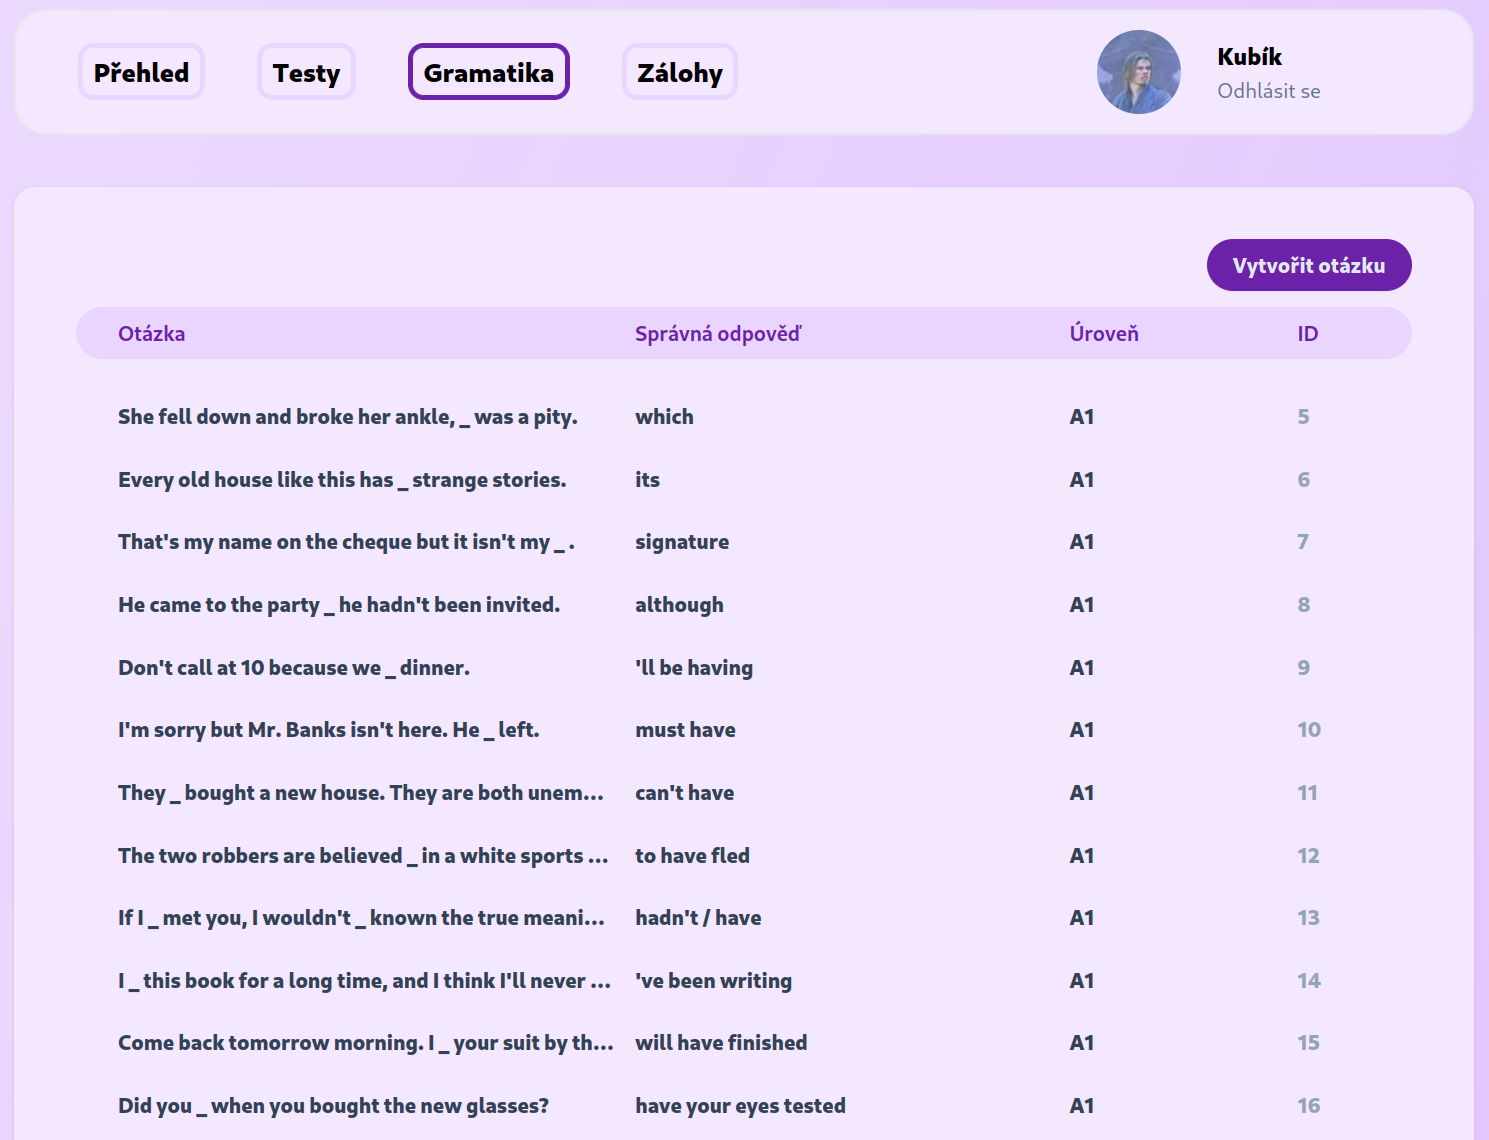 Přehled Testy Gramatika Zálohy Kubík
Odhlásit se
Vytvořit otázku
Otázka Správná odpověď Úroveň ID
She fell down and broke her ankle, _ was a pity. which A1 5
Every old house like this has _ strange stories. its A1 6
That's my name on the cheque but it isn't my _ . signature A1 7
He came to the party _ he hadn't been invited. although A1 8
Don't call at 10 because we _ dinner. 'll be having A1 9
I'm sorry but Mr. Banks isn't here. He _ left. must have A1 10
They _ bought a new house. They are both unem... can't have A1 11
The two robbers are believed _ in a white sports ... to have fled A1 12
If I _ met you, I wouldn't _ known the true meani... hadn't / have A1 13
I _ this book for a long time, and I think I'll never ... 've been writing A1 14
Come back tomorrow morning. I _ your suit by th... will have finished A1 15
Did you _ when you bought the new glasses? have your eyes tested A1 16